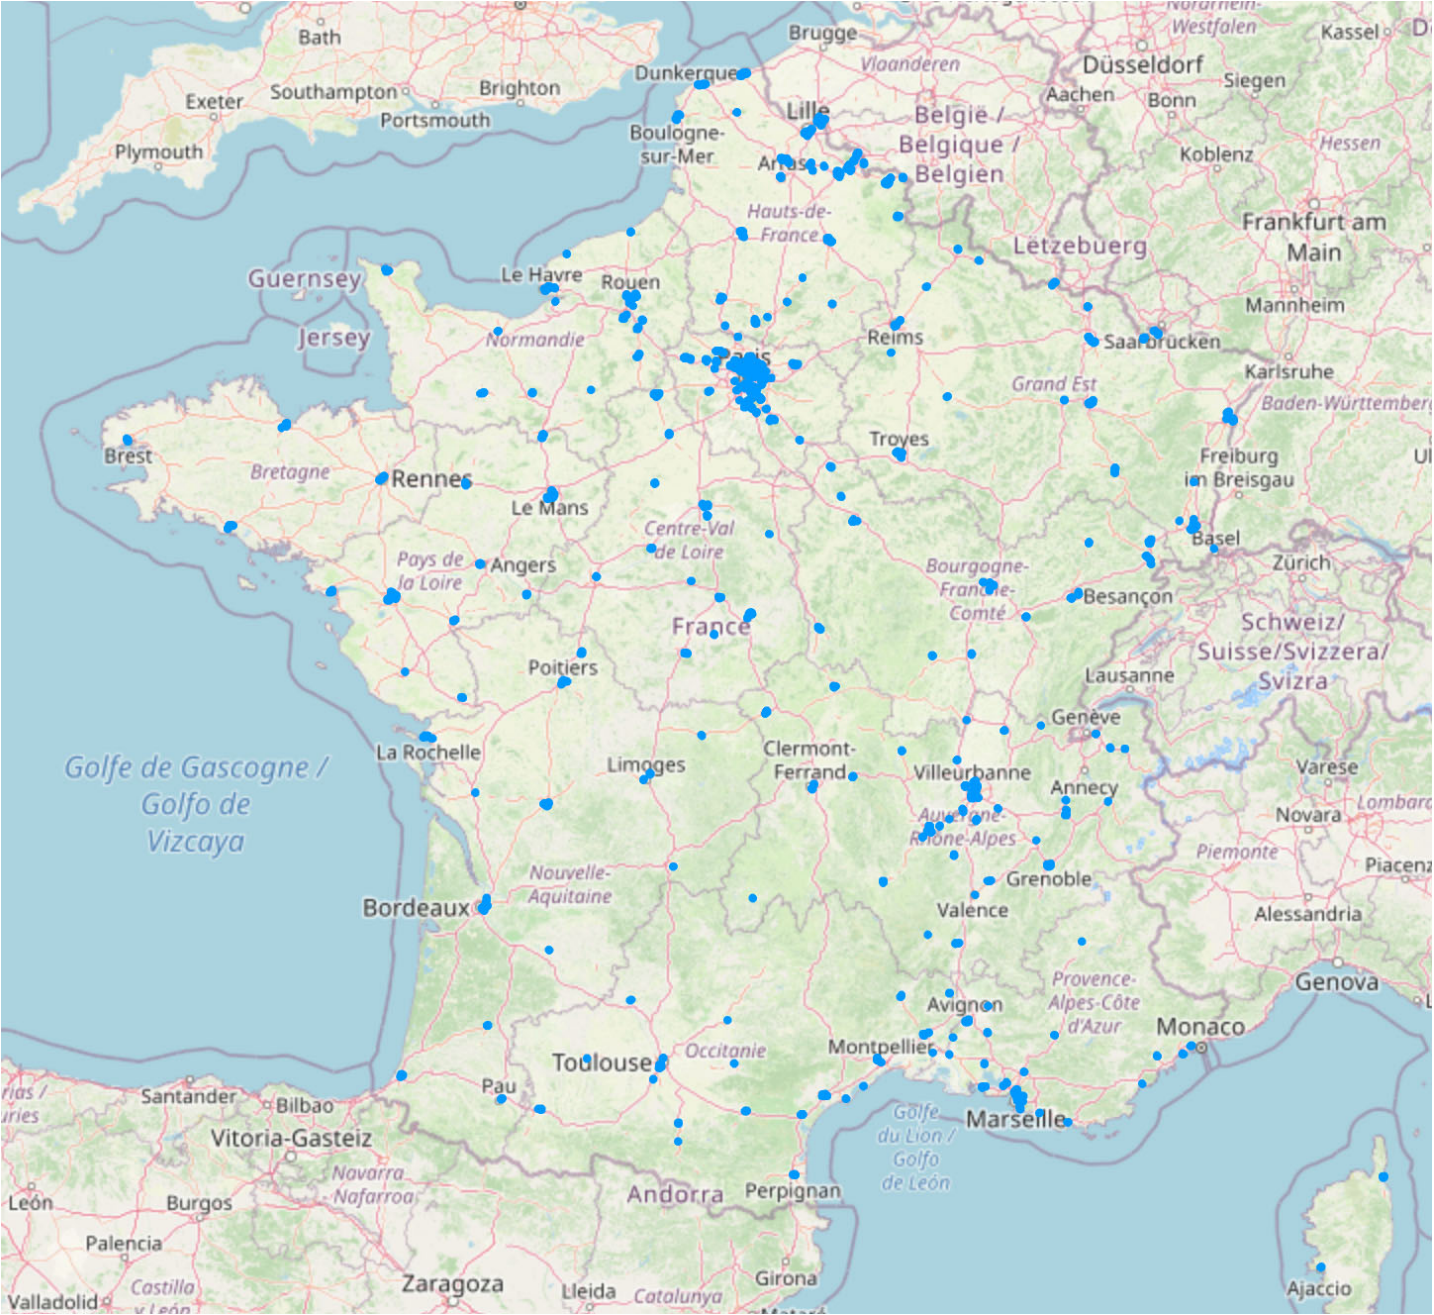 Bath
Brugge
Nordrhein-
Westfalen
Kassel
Vlaanderen
Düsseldorf
Dunkerque
Siegen
Southampton
Brighton
Aachen
Bonn
Exeter
Portsmouth
Lille
België /
Belgique /
Belgien
Boulogne-
sur-Mer
Hessen
Plymouth
Koblenz
Arras
Hauts-de-
France
Frankfurt am
Main
Lëtzebuerg
Guernsey
Le Havre
Rouen
Mannheim
Jersey
Normandie
Reims
Saarbrücken
Paris
Karlsruhe
Grand Est
Baden-Württemberg
Troyes
Brest
Bretagne
Rennes
Freiburg
im Breisgau
Ul
Le Mans
Centre-Val
de Loire
Basel
Pays de
la Loire
Angers
Bourgogne-
Franche-
Comté
Zürich
Besançon
France
Schweiz/
Suisse/Svizzera/
Svizra
Poitiers
Lausanne
Genève
La Rochelle
Golfe de Gascogne /
Golfo de
Vizcaya
Limoges
Clermont-
Ferrand
Villeurbanne
Annecy
Varese
Novara
Lombard
Auvergne-
Rhône-Alpes
Piemonte
Piacenz
Nouvelle-
Aquitaine
Grenoble
Bordeaux
Valence
Alessandria
Provence-
Alpes-Côte
d'Azur
Genova
Avignon
Monaco
Montpellier
Toulouse
Occitanie
Pau
Santander
Bilbao
rias /
uries
Marseille
Golfe
du Lion /
Golfo
de León
Vitoria-Gasteiz
Navarra
- Nafarroa
Andorra
Perpignan
León
Burgos
Palencia
Zaragoza
Lleida
Girona
Castilla
y León
Catalunya
Valladolid
Mataró
Ajaccio